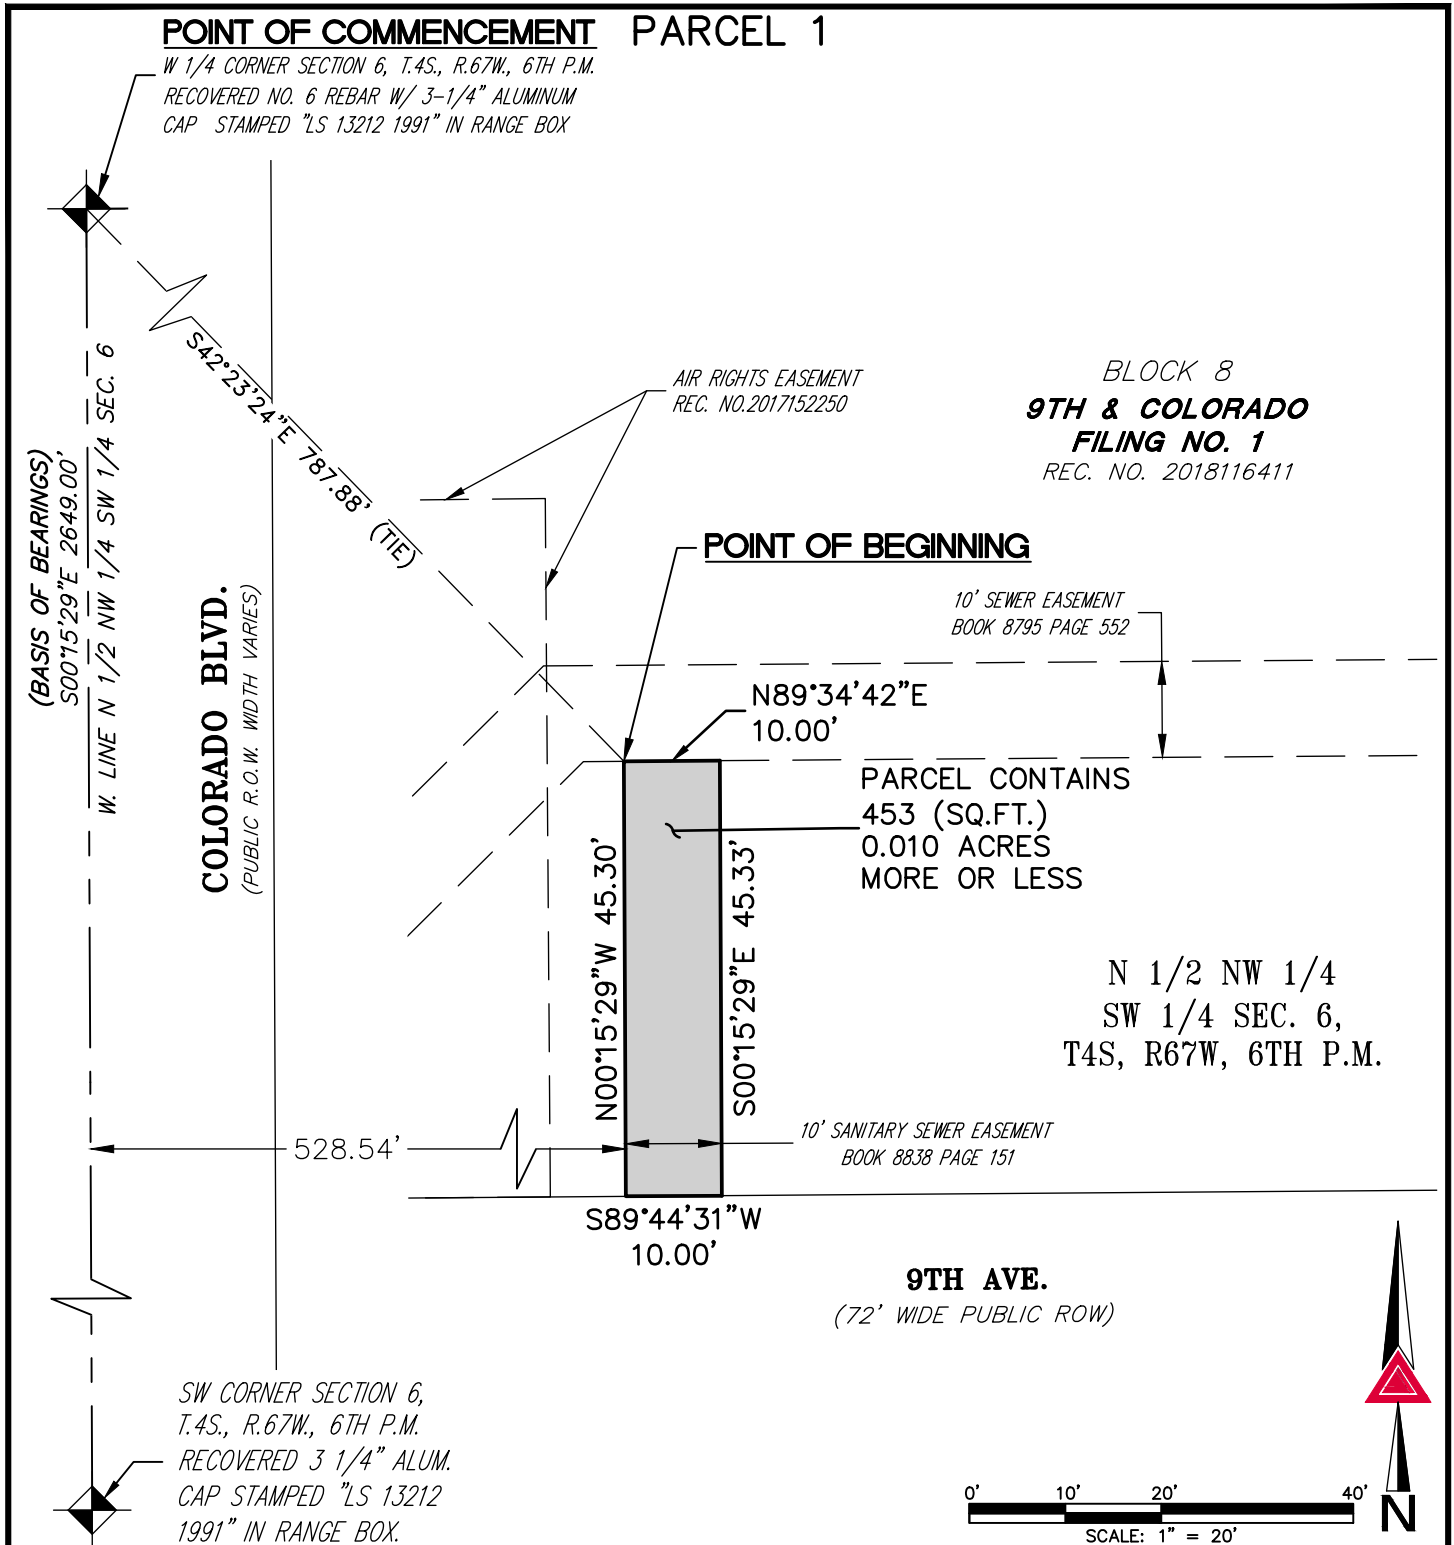 POINT OF COMMENCEMENT
PARCEL 1
W 1/4 CORNER SECTION 6, T.4S., R.67W., 6TH P.M.
RECOVERED NO. 6 REBAR W/ 3-1/4" ALUMINUM
CAP STAMPED "LS 13212 1991" IN RANGE BOX
S42°23'24"E 787.88' (TIE)
AIR RIGHTS EASEMENT
REC. NO.2017152250
BLOCK 8
9TH & COLORADO
FILING NO. 1
REC. NO. 2018116411
(BASIS OF BEARINGS)
S00°15'29"E 2649.00'
W. LINE N 1/2 NW 1/4 SW 1/4 SEC. 6
COLORADO BLVD.
(PUBLIC R.O.W. WIDTH VARIES)
POINT OF BEGINNING
10' SEWER EASEMENT
BOOK 8795 PAGE 552
N89°34'42"E
10.00'
PARCEL CONTAINS
453 (SQ.FT.)
0.010 ACRES
MORE OR LESS
N00°15'29"W 45.30'
S00°15'29"E 45.33'
N 1/2 NW 1/4
SW 1/4 SEC. 6,
T4S, R67W, 6TH P.M.
528.54'
10' SANITARY SEWER EASEMENT
BOOK 8838 PAGE 151
S89°44'31"W
10.00'
9TH AVE.
(72' WIDE PUBLIC ROW)
SW CORNER SECTION 6,
T.4S., R.67W., 6TH P.M.
RECOVERED 3 1/4" ALUM.
CAP STAMPED "LS 13212
1991" IN RANGE BOX.
0' 10' 20' 40'
SCALE: 1" = 20'
N